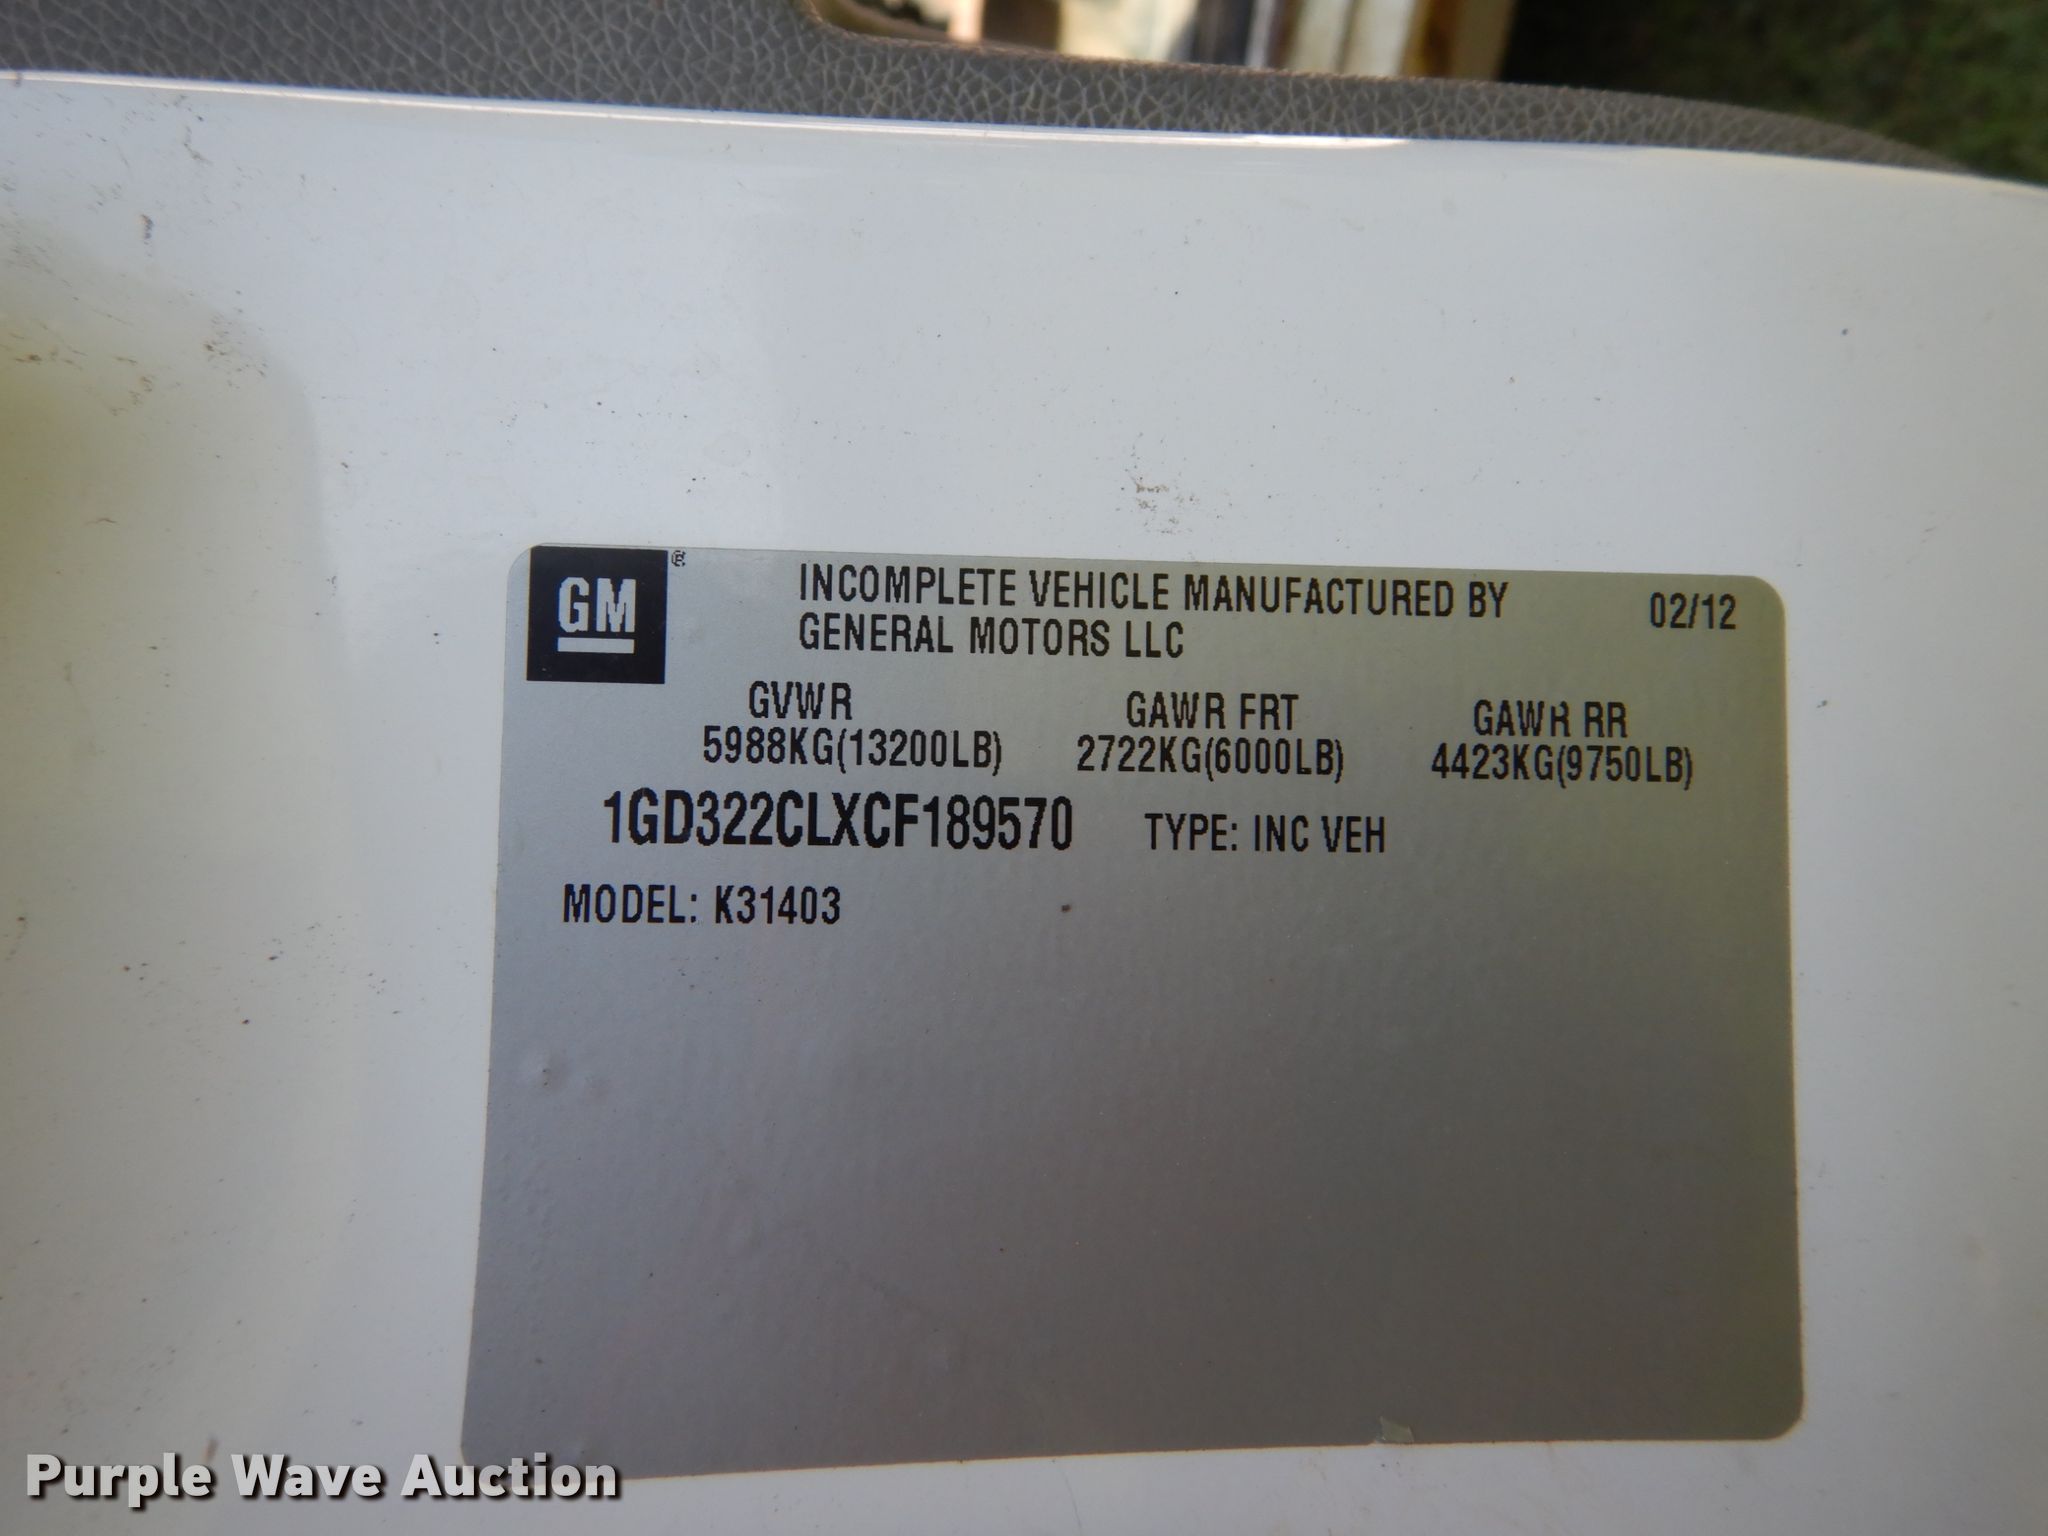 GM
®
INCOMPLETE VEHICLE MANUFACTURED BY
GENERAL MOTORS LLC
02/12
GVWR
5988KG(13200LB)
GAWR FRT
2722KG(6000LB)
GAWR RR
4423KG(9750LB)
1GD322CLXCF189570 TYPE: INC VEH
MODEL: K31403
Purple Wave Auction